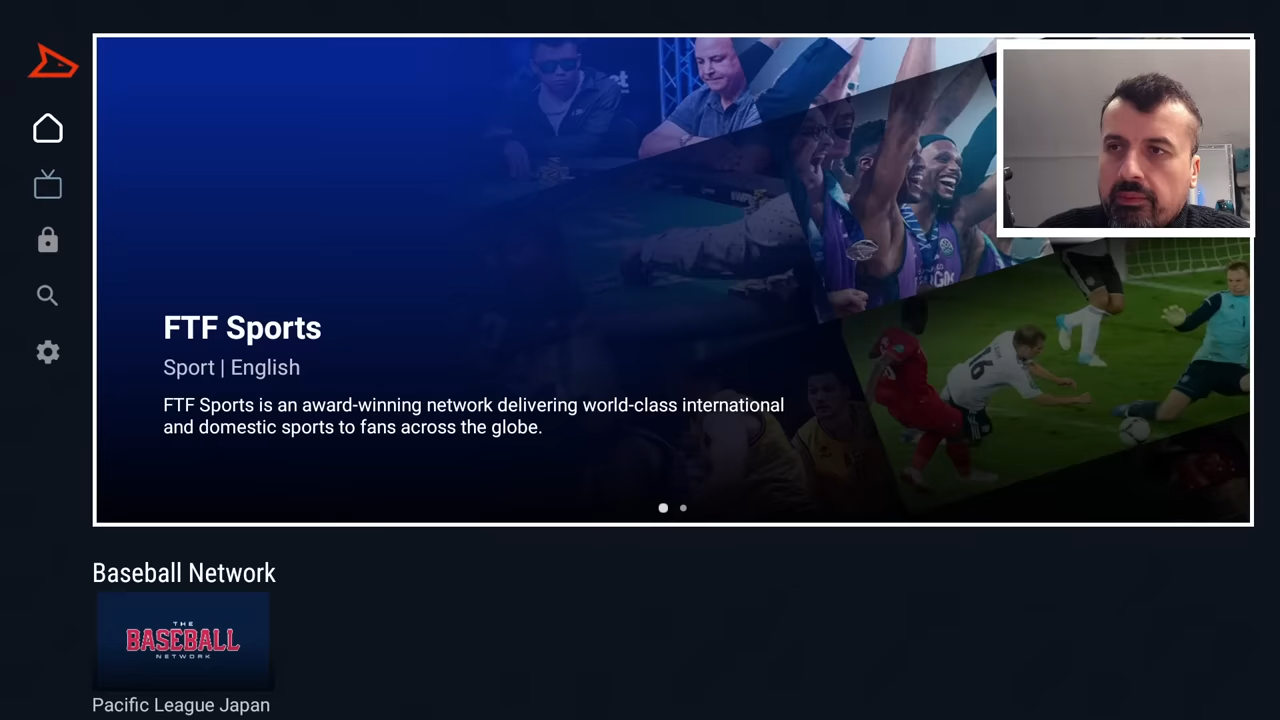 FTF Sports
Sport | English
FTF Sports is an award-winning network delivering world-class international
and domestic sports to fans across the globe.
Baseball Network
THE
BASEBALL
NETWORK
Pacific League Japan